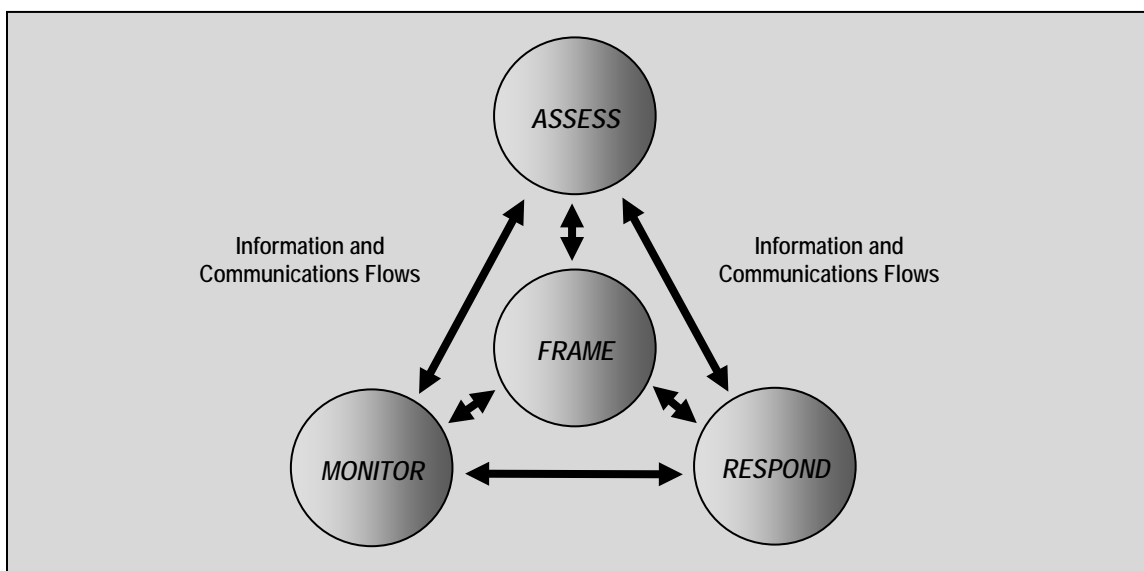 ASSESS
Information and
Communications Flows
Information and
Communications Flows
FRAME
MONITOR
RESPOND